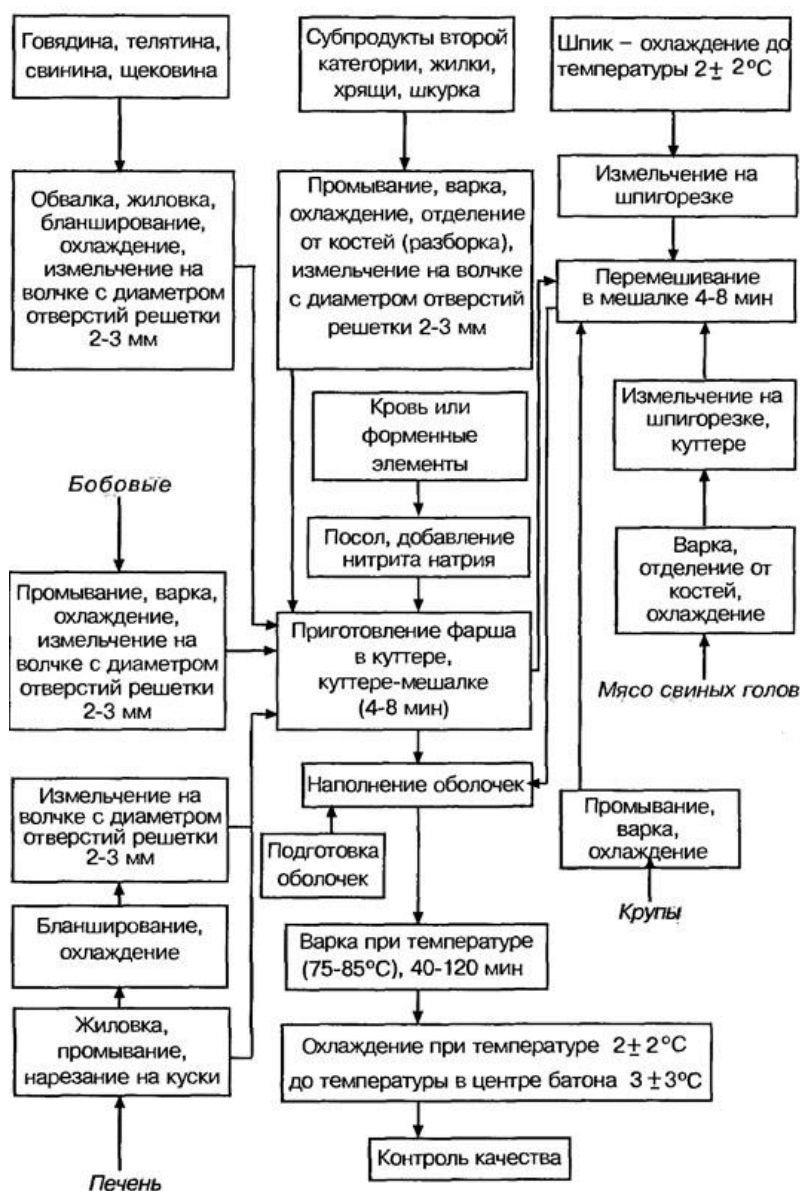 Говядина, телятина,
свинина, щековина
Субпродукты второй
категории, жилки,
хрящи, шкурка
Шпик – охлаждение до
температуры 2± 2°С
Обвалка, жиловка,
бланширование,
охлаждение,
измельчение на
волчке с диаметром
отверстий решетки
2-3 мм
Промывание, варка,
охлаждение, отделение
от костей (разборка),
измельчение на волчке
с диаметром отверстий
решетки 2-3 мм
Измельчение на
шпигорезке
Перемешивание
в мешалке 4-8 мин
Кровь или
форменные
элементы
Измельчение на
шпигорезке,
куттере
Бобовые
Посол, добавление
нитрита натрия
Варка,
отделение от
костей,
охлаждение
Промывание, варка,
охлаждение,
измельчение на
волчке с диаметром
отверстий решетки
2-3 мм
Приготовление фарша
в куттере,
куттере-мешалке
(4-8 мин)
Мясо свиных голов
Наполнение оболочек
Измельчение на
волчке с диаметром
отверстий решетки
2-3 мм
Подготовка
оболочек
Промывание,
варка,
охлаждение
Крупы
Бланширование,
охлаждение
Варка при температуре
(75-85°С), 40-120 мин
Жиловка,
промывание,
нарезание на куски
Охлаждение при температуре 2± 2°С
до температуры в центре батона 3 ±3°С
Контроль качества
Печень